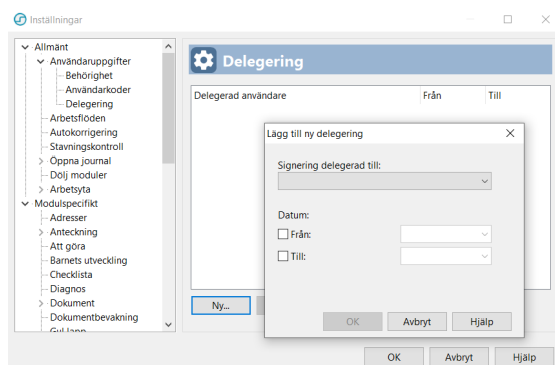 Inställningar
Allmänt
Användaruppgifter
Behörighet
Användarkoder
Delegering
Arbetsflöden
Autokorrigering
Stavningskontroll
Öppna journal
Dölj moduler
Arbetsyta
Modulspecifikt
Adresser
Anteckning
Att göra
Barnets utveckling
Checklista
Diagnos
Dokument
Dokumentbevakning
Gul lapp
Delegering
Delegerad användare Från Till
Lägg till ny delegering
Signering delegerad till:
Datum:
Från:
Till:
OK Avbryt Hjälp
Ny...
OK Avbryt Hjälp